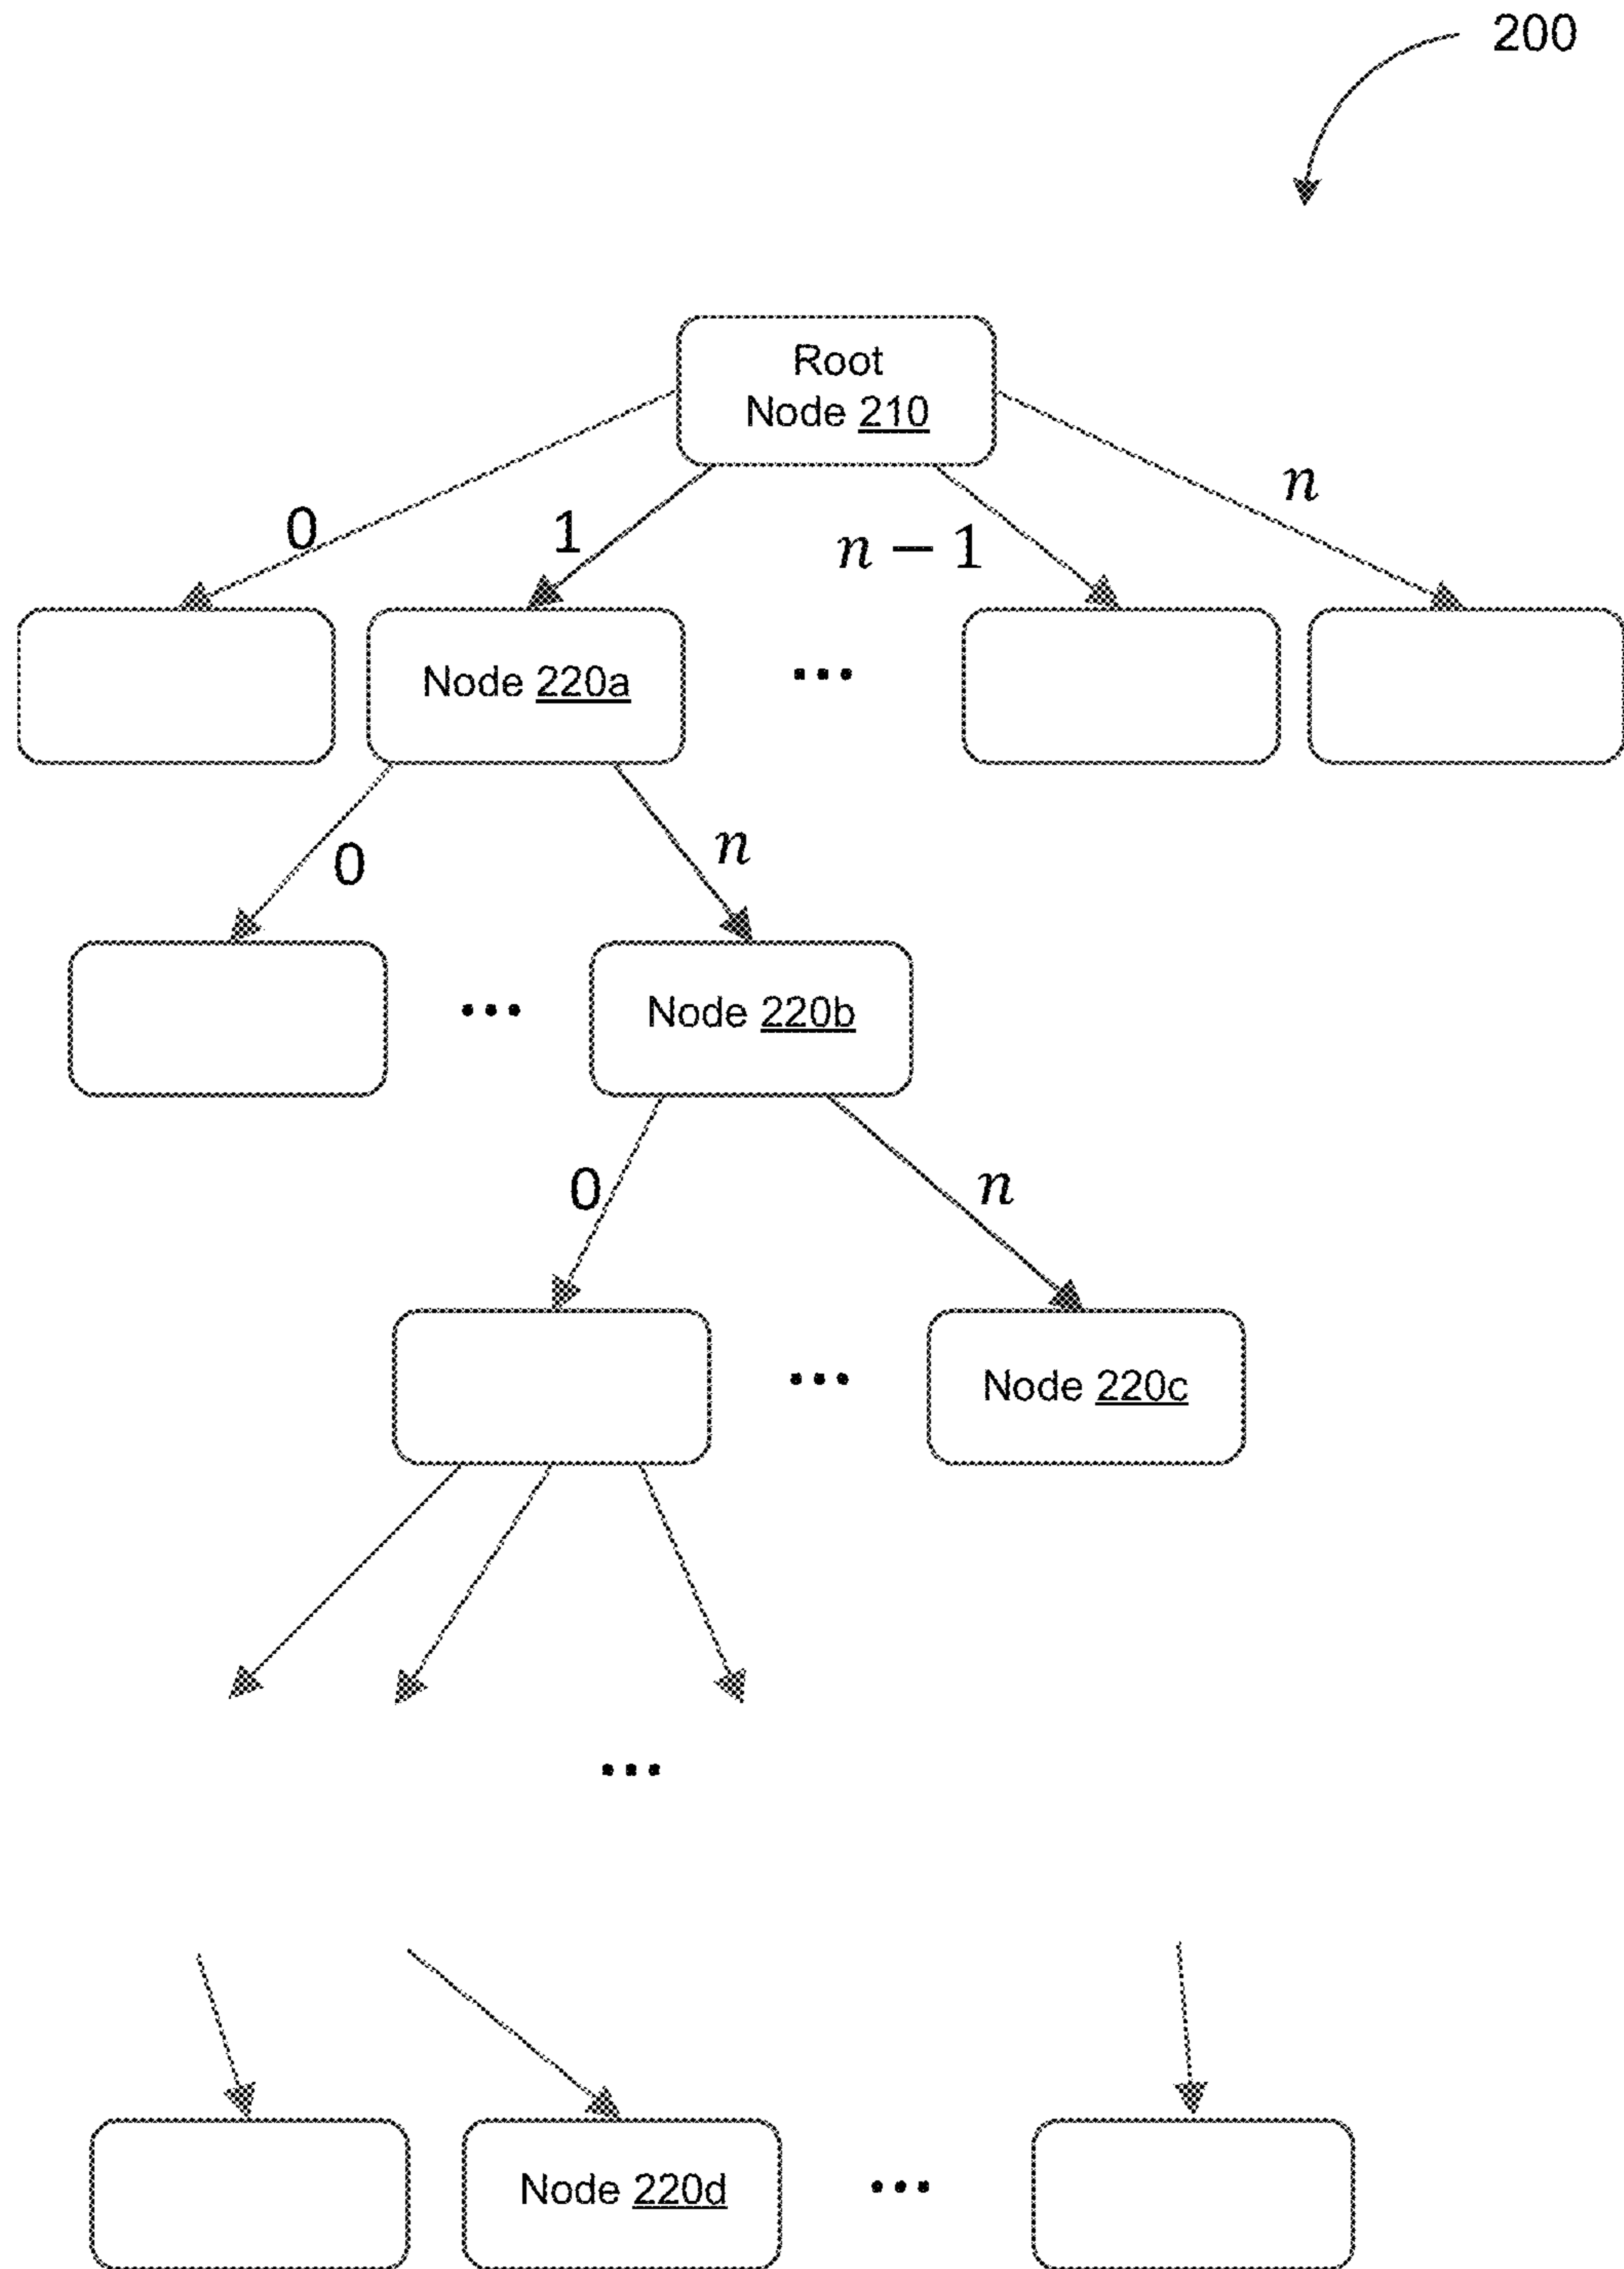 200
Root
Node 210
0
1
n − 1
n
Node 220a
...
0
n
...
Node 220b
0
n
...
Node 220c
...
Node 220d
...